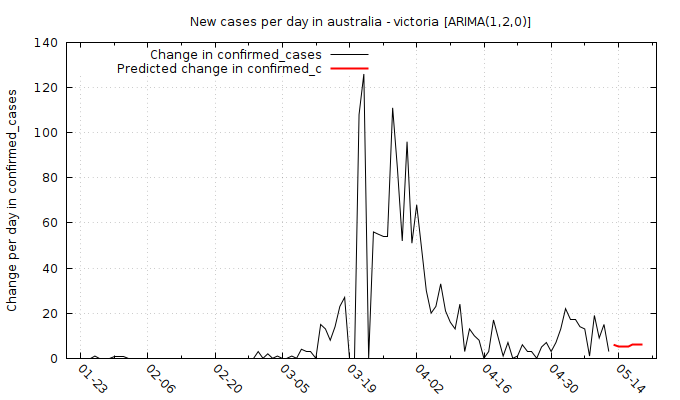 New cases per day in australia - victoria [ARIMA(1,2,0)]
Change in confirmed_cases
Predicted change in confirmed_c
Change per day in confirmed_cases
140
120
100
80
60
40
20
0
01-23 02-06 02-20 03-05 03-19 04-02 04-16 04-30 05-14